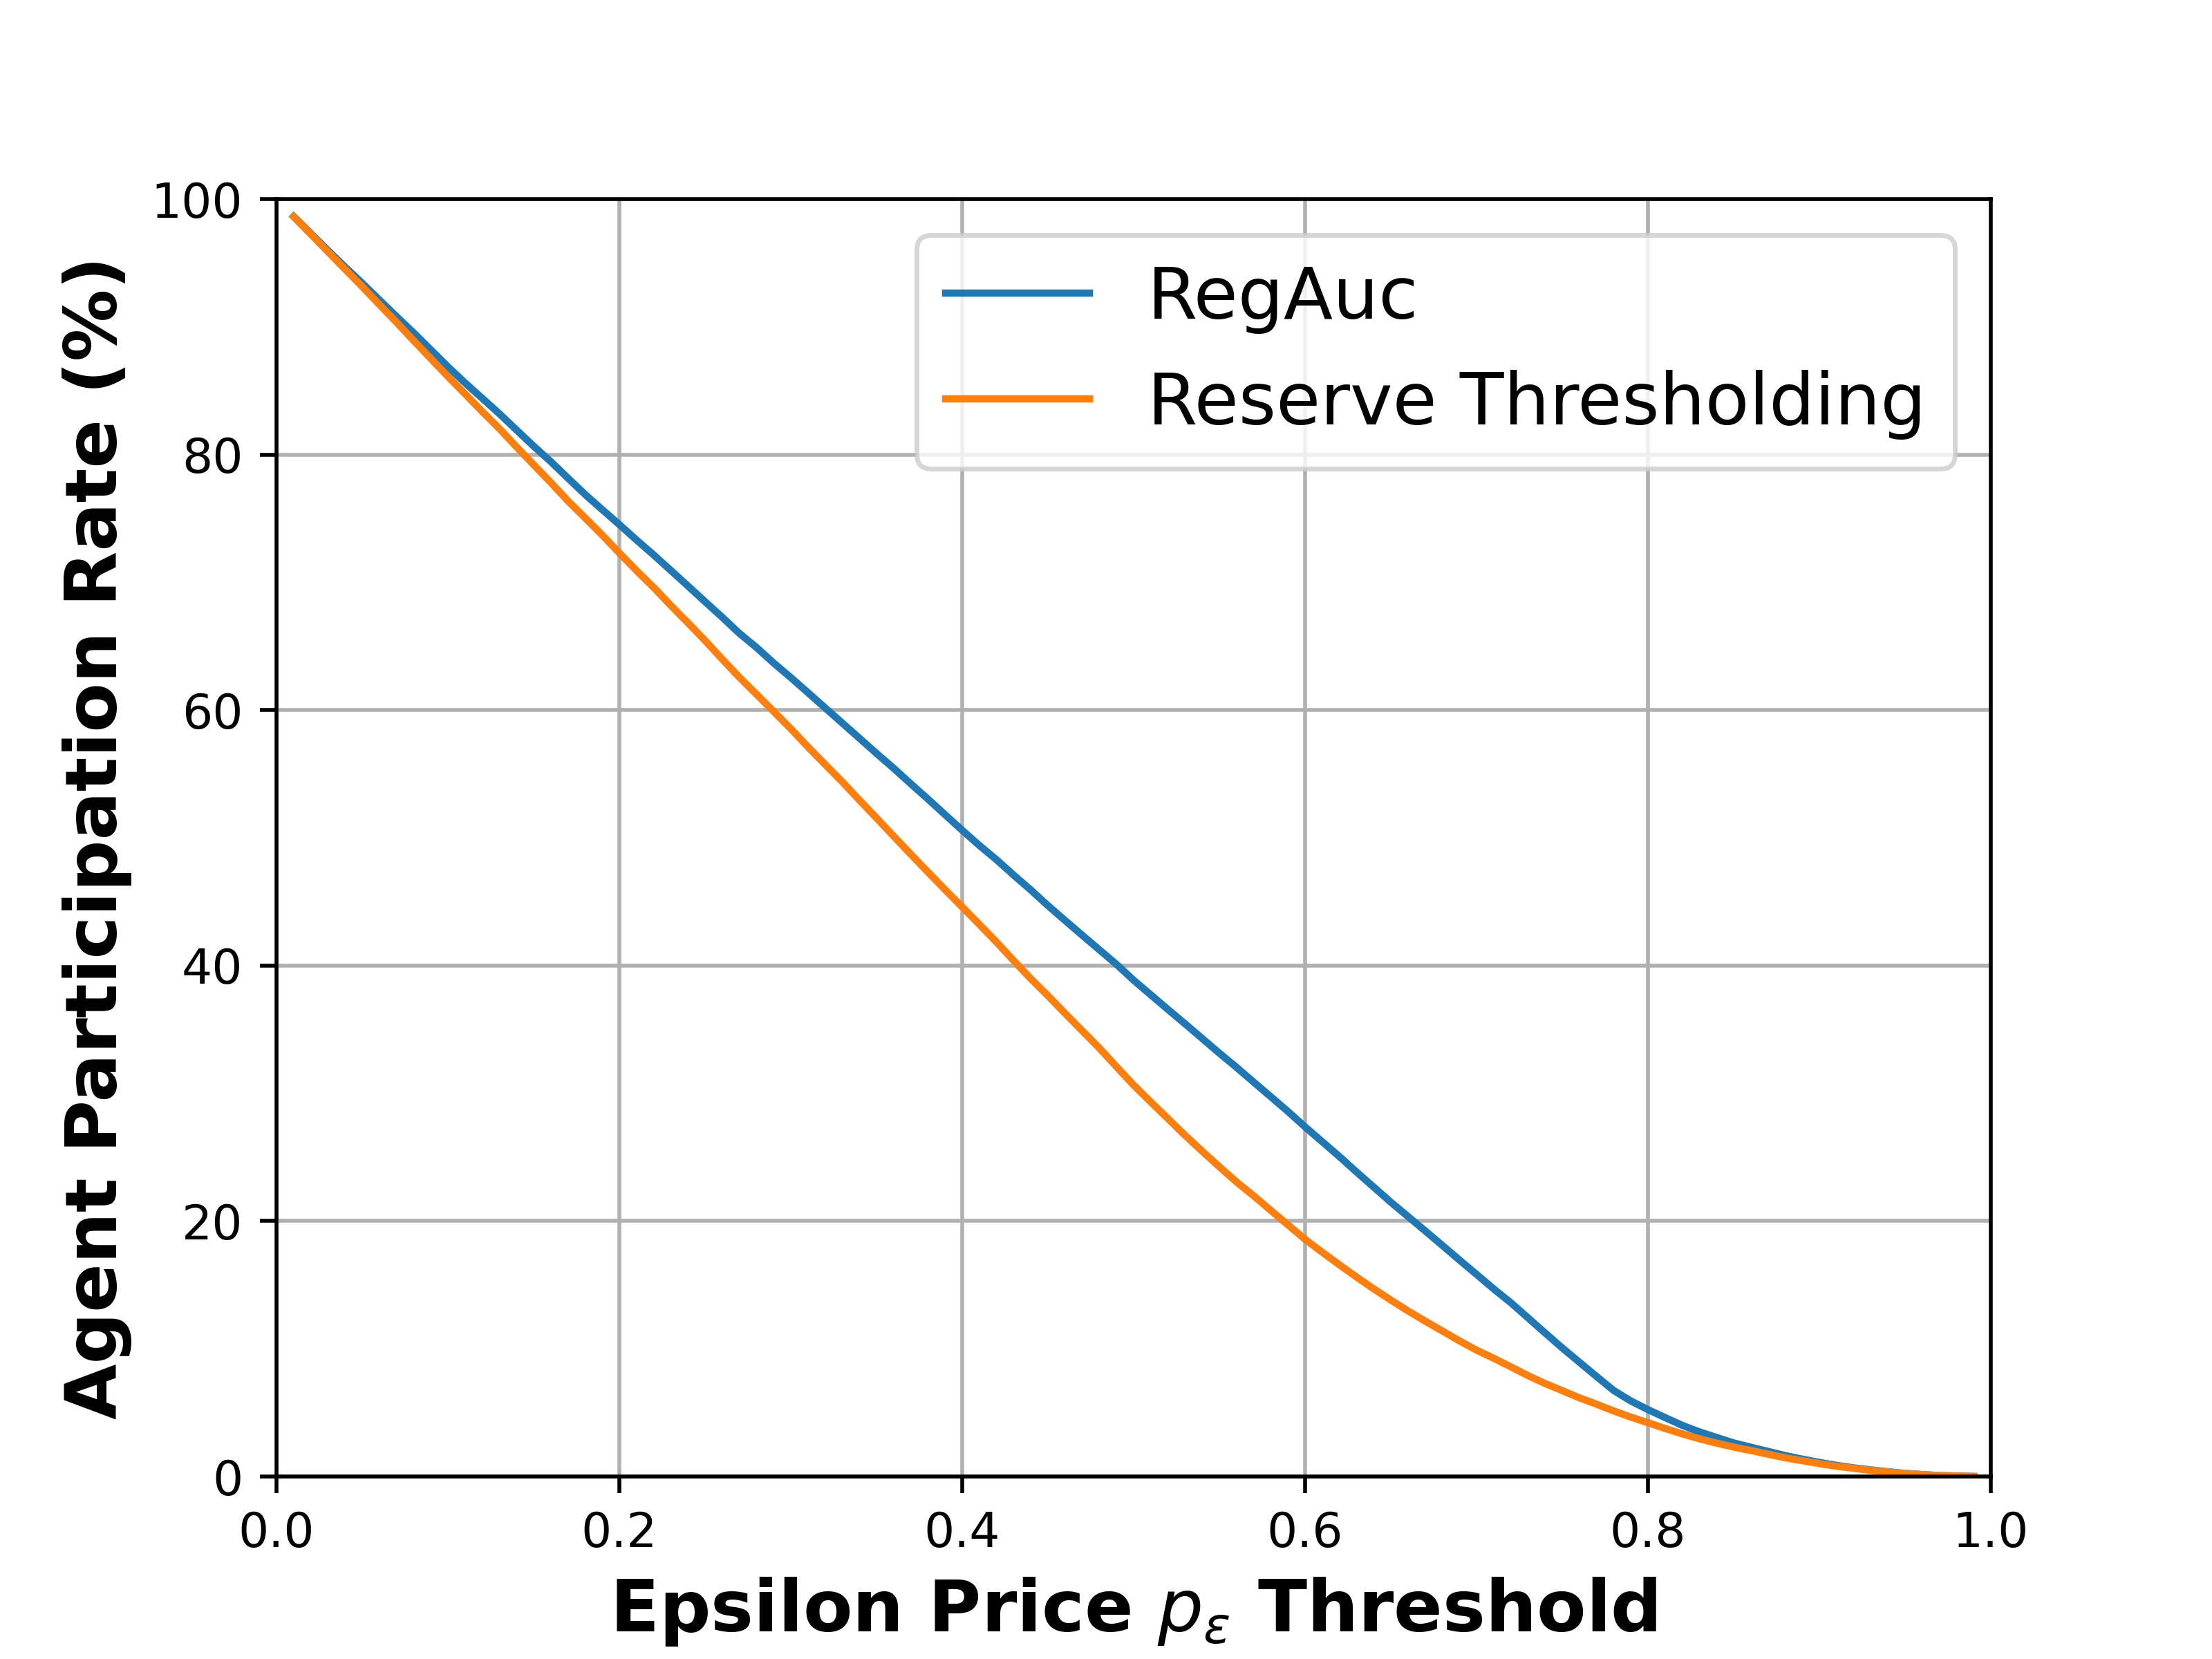 Agent Participation Rate (%)
100
80
60
40
20
0
RegAuc
Reserve Thresholding
0.0 0.2 0.4 0.6 0.8 1.0
Epsilon Price pε Threshold